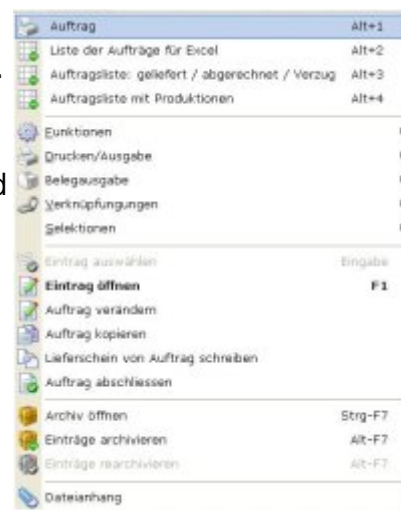 Auftrag Alt+1
Liste der Aufträge für Excel Alt+2
Auftragsliste: geliefert / abgerechnet / Verzug Alt+3
Auftragsliste mit Produktionen Alt+4
Funktionen
Drucken/Ausgabe
Belegausgabe
Verknüpfungungen
Selektionen
Eintrag auswählen Eingabe
Eintrag öffnen F1
Auftrag verändern
Auftrag kopieren
Lieferschein von Auftrag schreiben
Auftrag abschliessen
Archiv öffnen Strg-F7
Einträge archivieren Alt-F7
Einträge rearchivieren Alt-F7
Dateianhang